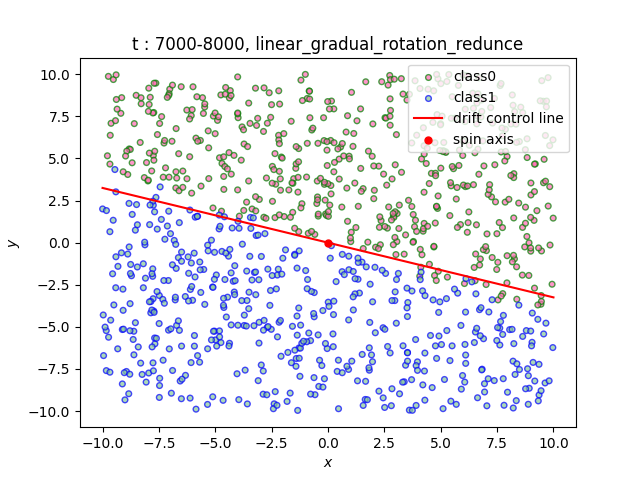 t : 7000-8000, linear_gradual_rotation_redunce
class0
class1
drift control line
spin axis
10.0
7.5
5.0
2.5
0.0
−2.5
−5.0
−7.5
−10.0
y
−10.0 −7.5 −5.0 −2.5 0.0 2.5 5.0 7.5 10.0
x